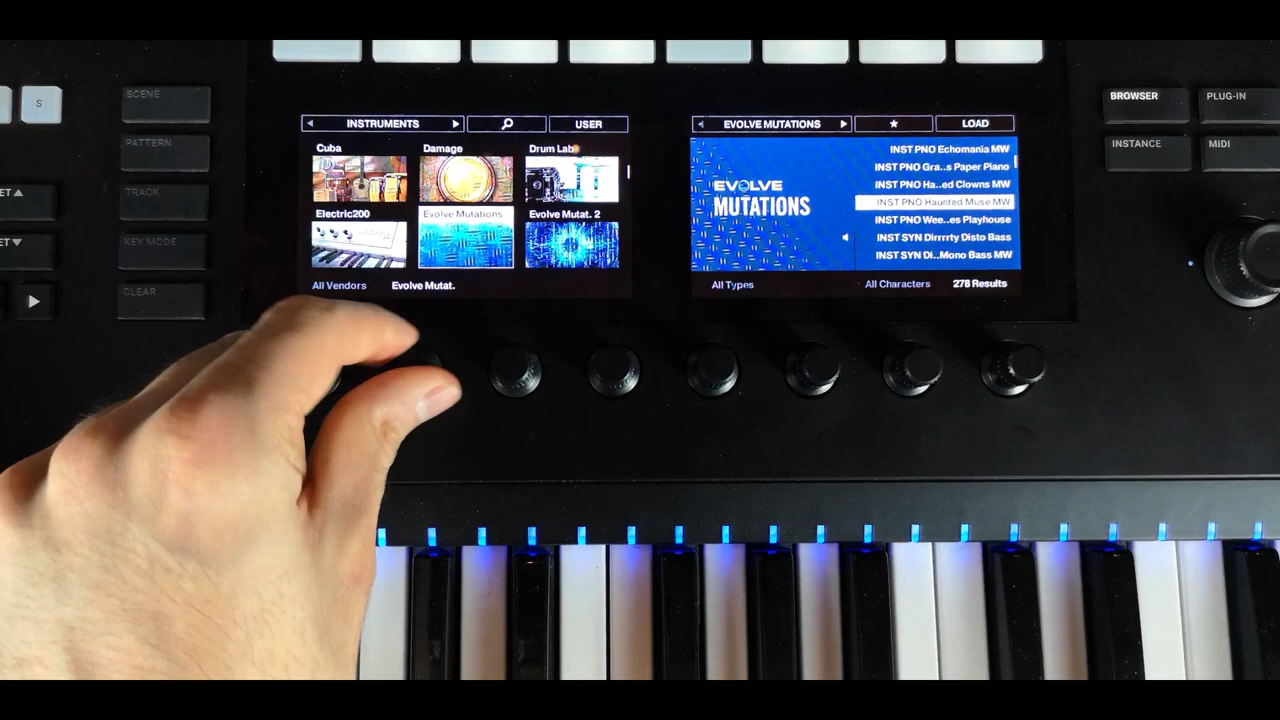 S
SCENE
PATTERN
TRACK
KEY MODE
CLEAR
INSTRUMENTS
USER
Cuba
Damage
Drum Lab
Electric200
Evolve Mutations
Evolve Mutat. 2
All Vendors
Evolve Mutat.
EVOLVE MUTATIONS
LOAD
EVOLVE
MUTATIONS
INST PNO Echomania MW
INST PNO Gra..s Paper Piano
INST PNO Ha..ed Clowns MW
INST PNO Haunted Muse MW
INST PNO Wee..es Playhouse
INST SYN Dirrrrty Disto Bass
INST SYN Di..Mono Bass MW
All Types
All Characters
278 Results
BROWSER
PLUG-IN
INSTANCE
MIDI